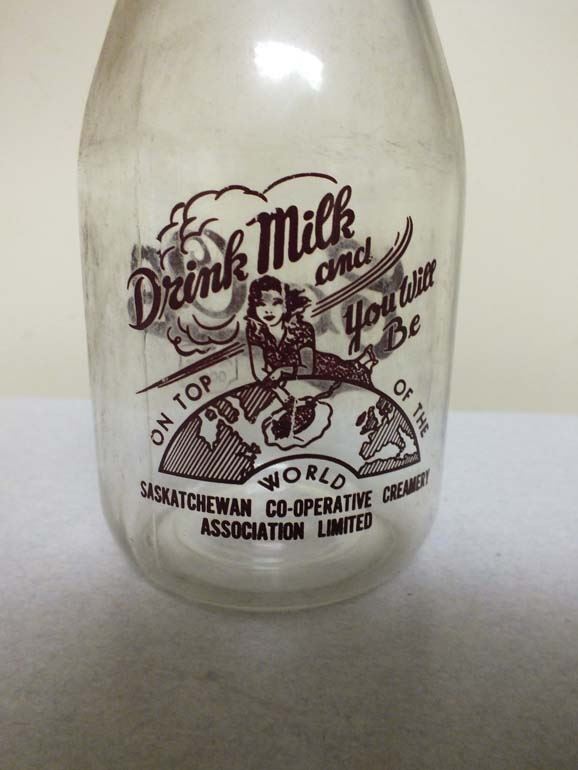 Drink Milk
and
You Will
Be
ON TOP OF THE
WORLD
SASKATCHEWAN CO-OPERATIVE CREAMERY
ASSOCIATION LIMITED